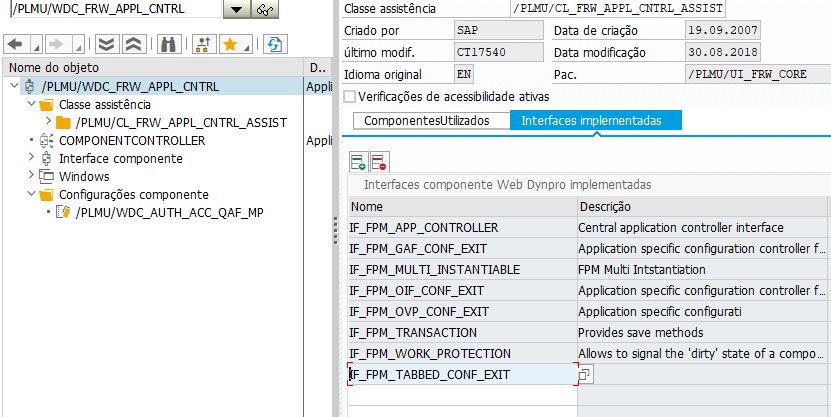 /PLMU/WDC_FRW_APPL_CNTRL
Nome do objeto D..
/PLMU/WDC_FRW_APPL_CNTRL Appli
Classe assistência
/PLMU/CL_FRW_APPL_CNTRL_ASSIST
COMPONENTCONTROLLER Appli
Interface componente
Windows
Configurações componente
/PLMU/WDC_AUTH_ACC_QAF_MP
Classe assistência /PLMU/CL_FRW_APPL_CNTRL_ASSIST
Criado por SAP Data de criação 19.09.2007
último modif. CT17540 Data modificação 30.08.2018
Idioma original EN Pac. /PLMU/UI_FRW_CORE
Verificações de acessibilidade ativas
ComponentesUtilizados Interfaces implementadas
Interfaces componente Web Dynpro implementadas
Nome Descrição
IF_FPM_APP_CONTROLLER Central application controller interface
IF_FPM_GAF_CONF_EXIT Application specific configuration controller f...
IF_FPM_MULTI_INSTANTIABLE FPM Multi Intstantiation
IF_FPM_OIF_CONF_EXIT Application specific configuration controller f...
IF_FPM_OVP_CONF_EXIT Application specific configurati
IF_FPM_TRANSACTION Provides save methods
IF_FPM_WORK_PROTECTION Allows to signal the 'dirty' state of a compo...
IF_FPM_TABBED_CONF_EXIT